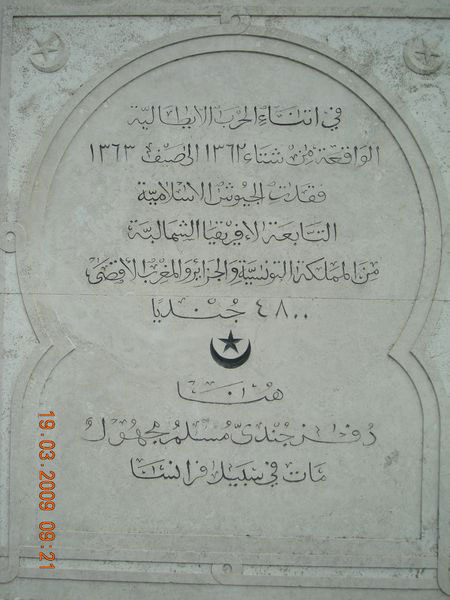 في اثناء الحرب الايطالية
الواقعة من شتاء ١٣٦٢ الى صيف ١٣٦٣
فقدت الجيوش الاسلامية
التابعة لافريقيا الشمالية
من المملكة التونسية والجزائر والمغرب الأقصى
٤٨٠٠ جنديا
هنا
دفن جندي مسلم مجهول
مات في سبيل فرانسا
19.03.2009 09:21